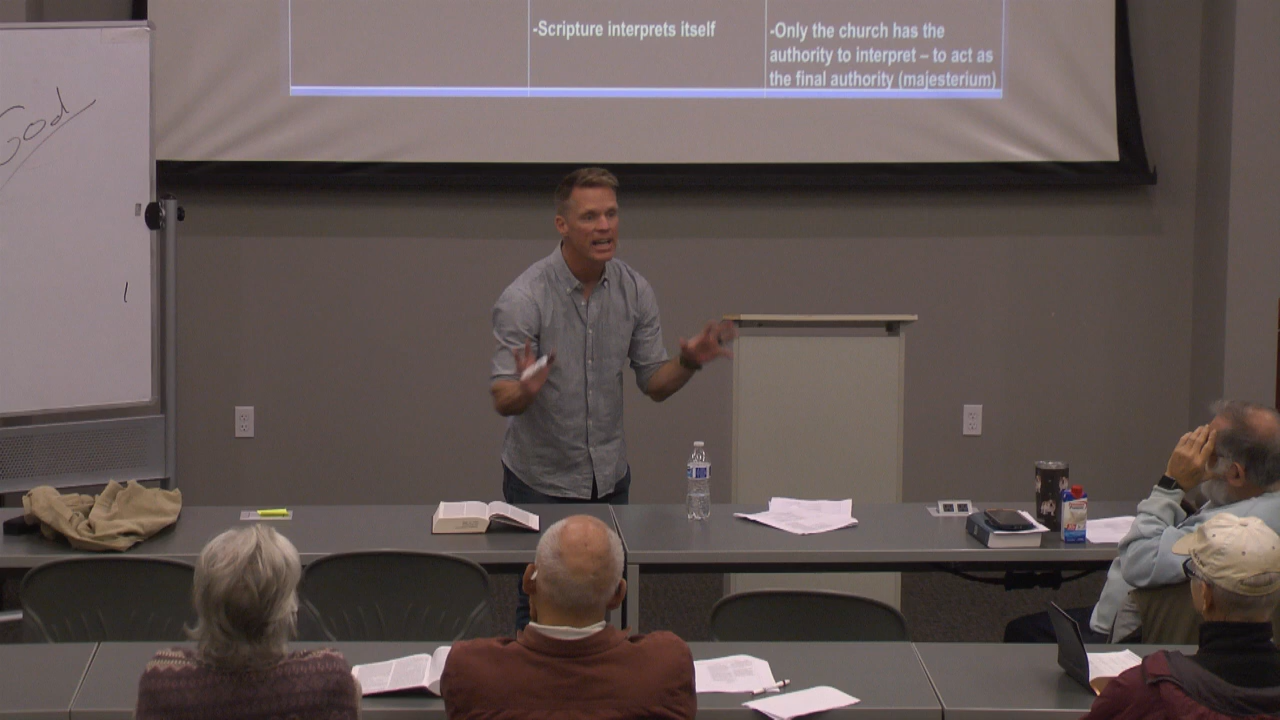 -Scripture interprets itself
-Only the church has the
authority to interpret – to act as
the final authority (majesterium)
God